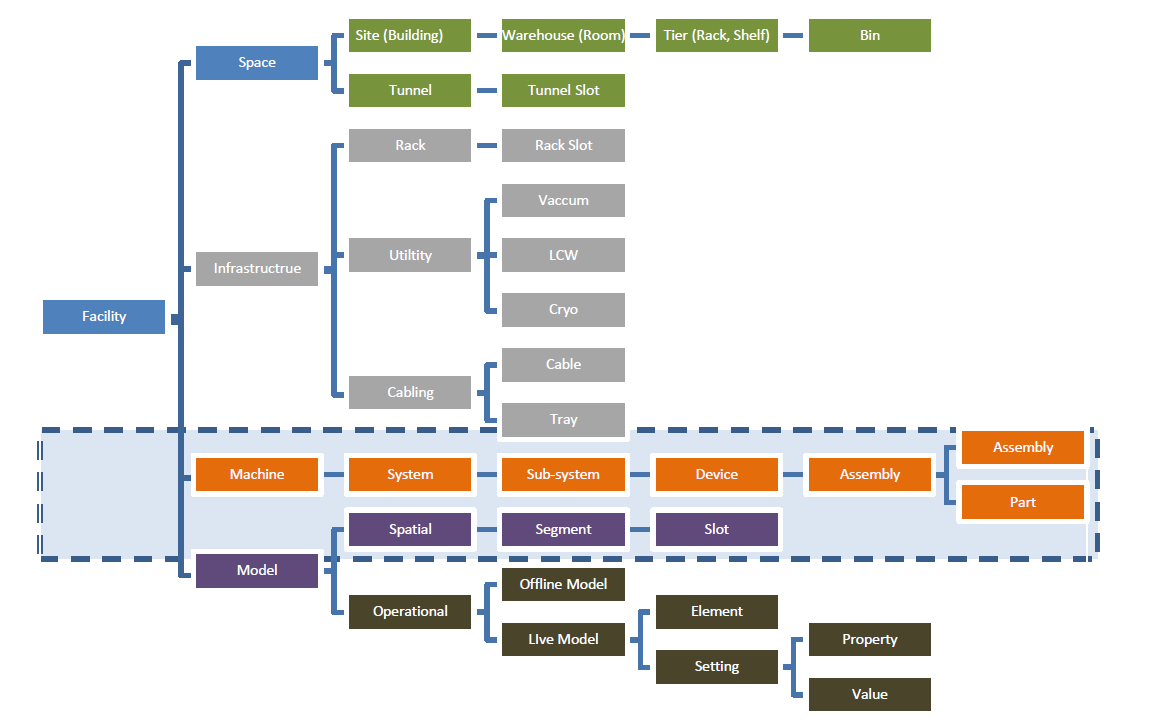 Site (Building)
Warehouse (Room)
Tier (Rack, Shelf)
Bin
Space
Tunnel
Tunnel Slot
Rack
Rack Slot
Vaccum
Utiltity
LCW
Infrastructrue
Cryo
Facility
Cable
Cabling
Tray
Assembly
Machine
System
Sub-system
Device
Assembly
Part
Spatial
Segment
Slot
Model
Offline Model
Operational
Element
LIve Model
Property
Setting
Value